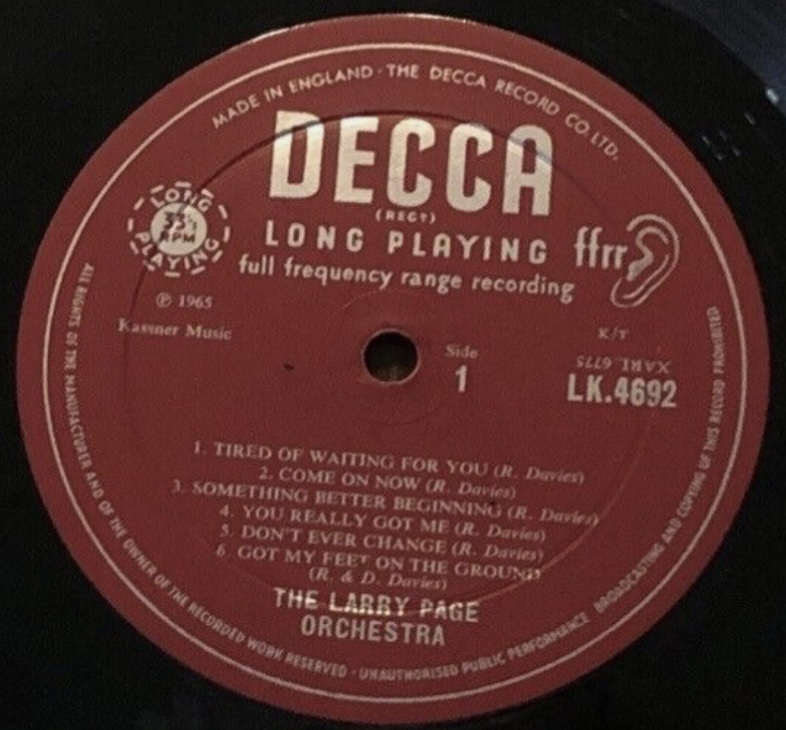 MADE IN ENGLAND · THE DECCA RECORD CO. LTD.
DECCA
(REGD)
LONG PLAYING
ffrr
full frequency range recording
LONG
33⅓
RPM
PLAYING
℗ 1965
Kassner Music
K/T
Side
1
XARL 6775
LK.4692
1. TIRED OF WAITING FOR YOU (R. Davies)
2. COME ON NOW (R. Davies)
3. SOMETHING BETTER BEGINNING (R. Davies)
4. YOU REALLY GOT ME (R. Davies)
5. DON'T EVER CHANGE (R. Davies)
6. GOT MY FEET ON THE GROUND
(R. & D. Davies)
THE LARRY PAGE
ORCHESTRA
ALL RIGHTS OF THE MANUFACTURER AND OF THE OWNER OF THE RECORDED WORK RESERVED · UNAUTHORISED PUBLIC PERFORMANCE BROADCASTING AND COPYING OF THIS RECORD PROHIBITED